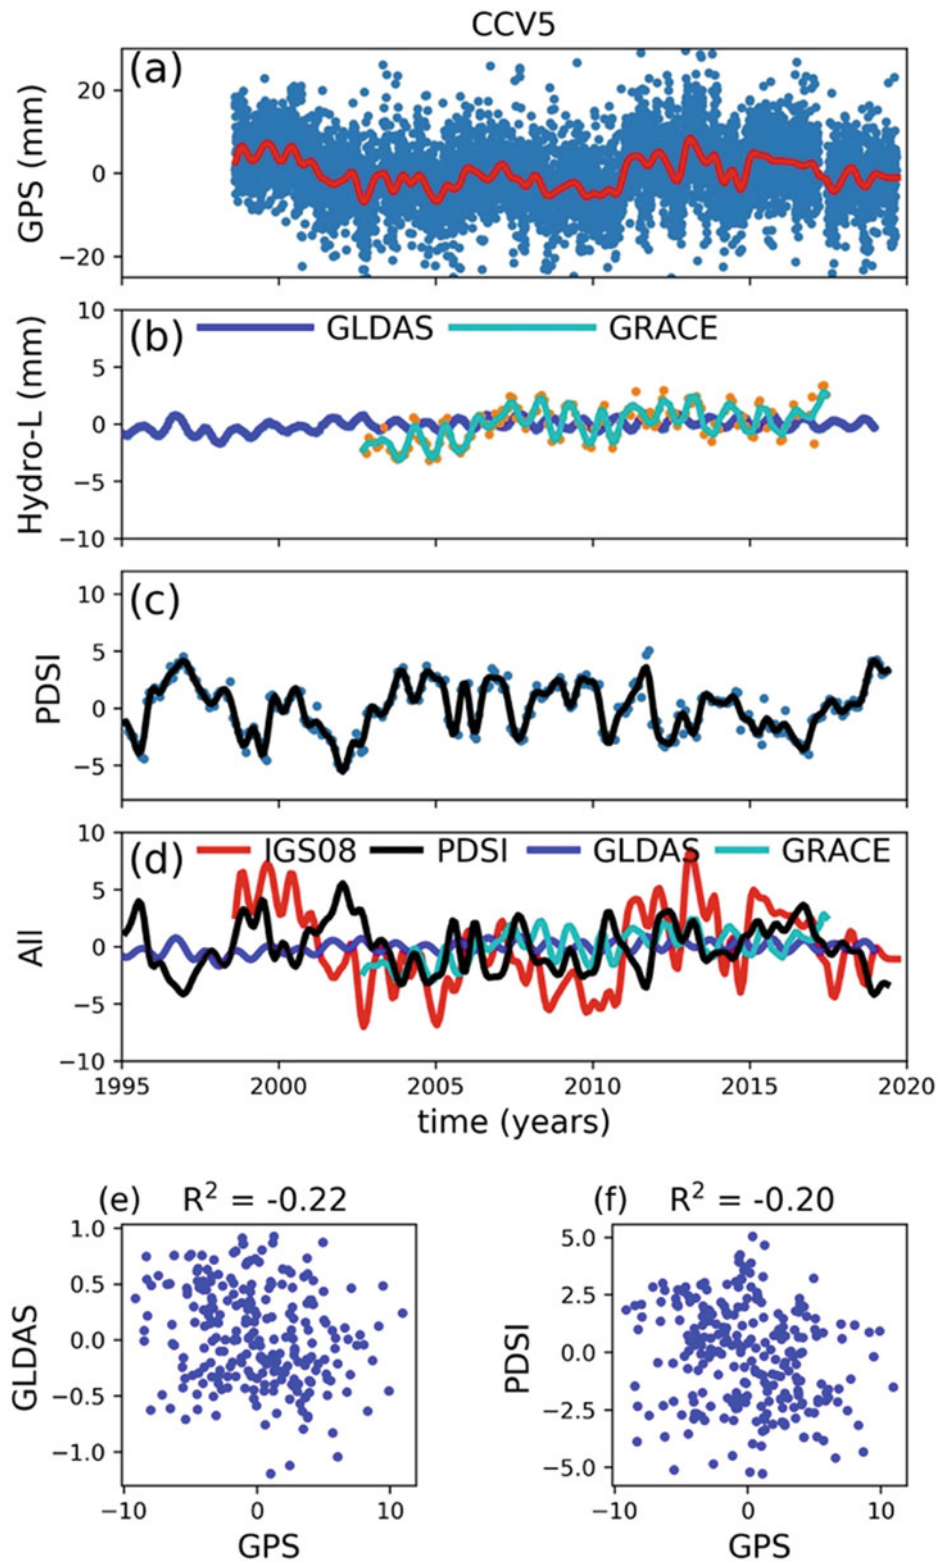 CCV5
(a)
GPS (mm)
20
0
−20
(b)
GLDAS
GRACE
Hydro-L (mm)
10
5
0
−5
−10
(c)
PDSI
10
5
0
−5
(d)
IGS08
PDSI
GLDAS
GRACE
All
10
5
0
−5
−10
1995
2000
2005
2010
2015
2020
time (years)
(e)
R² = -0.22
GLDAS
1.0
0.5
0.0
−0.5
−1.0
−10
0
10
GPS
(f)
R² = -0.20
PDSI
5.0
2.5
0.0
−2.5
−5.0
−10
0
10
GPS